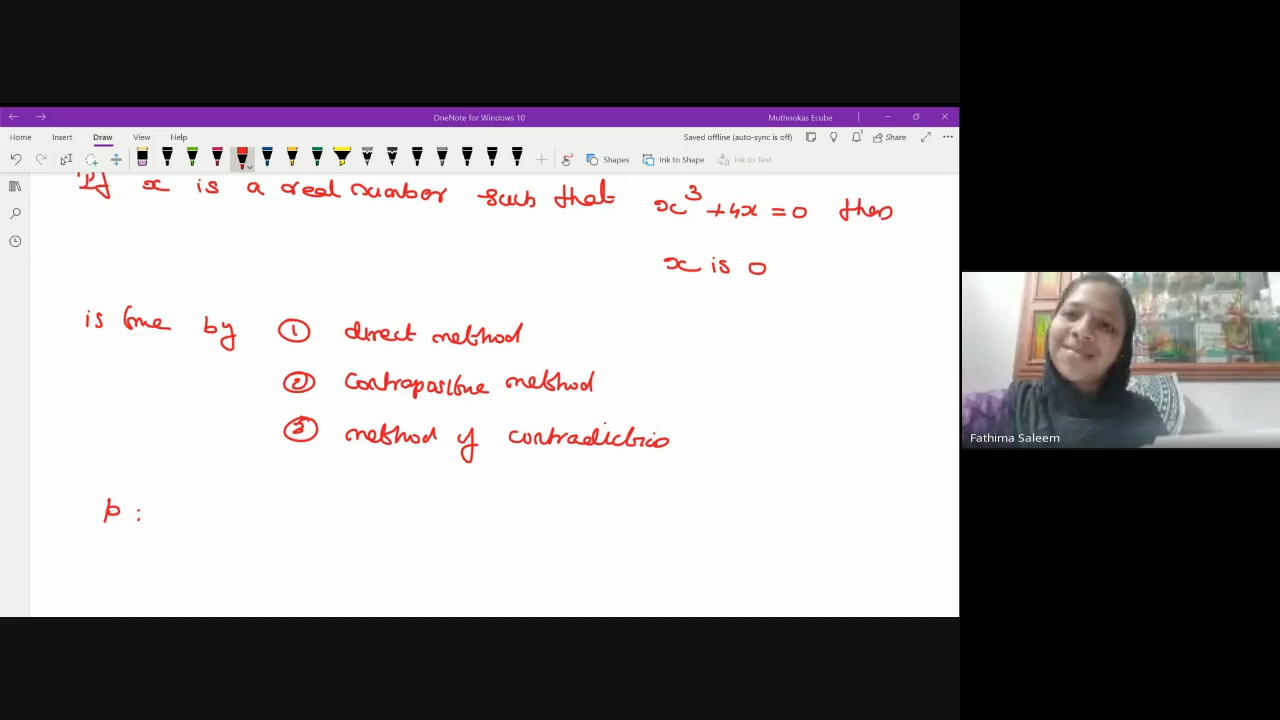 OneNote for Windows 10
Muthookas Ecube
Home Insert Draw View Help
Saved offline (auto-sync is off)
Share
Shapes
Ink to Shape
Ink to Text
If x is a real number such that x³ + 4x = 0 then
x is 0
is true by ① direct method
② contrapositive method
③ method of contradiction
p :
Fathima Saleem